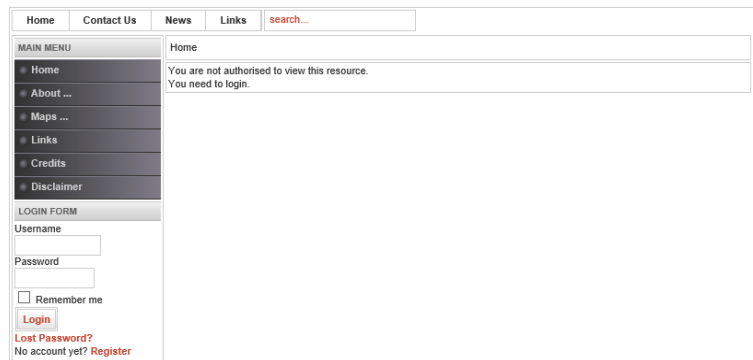 Home Contact Us News Links search...
MAIN MENU
Home
About ...
Maps ...
Links
Credits
Disclaimer
LOGIN FORM
Username
Password
Remember me
Login
Lost Password?
No account yet? Register
Home
You are not authorised to view this resource.
You need to login.